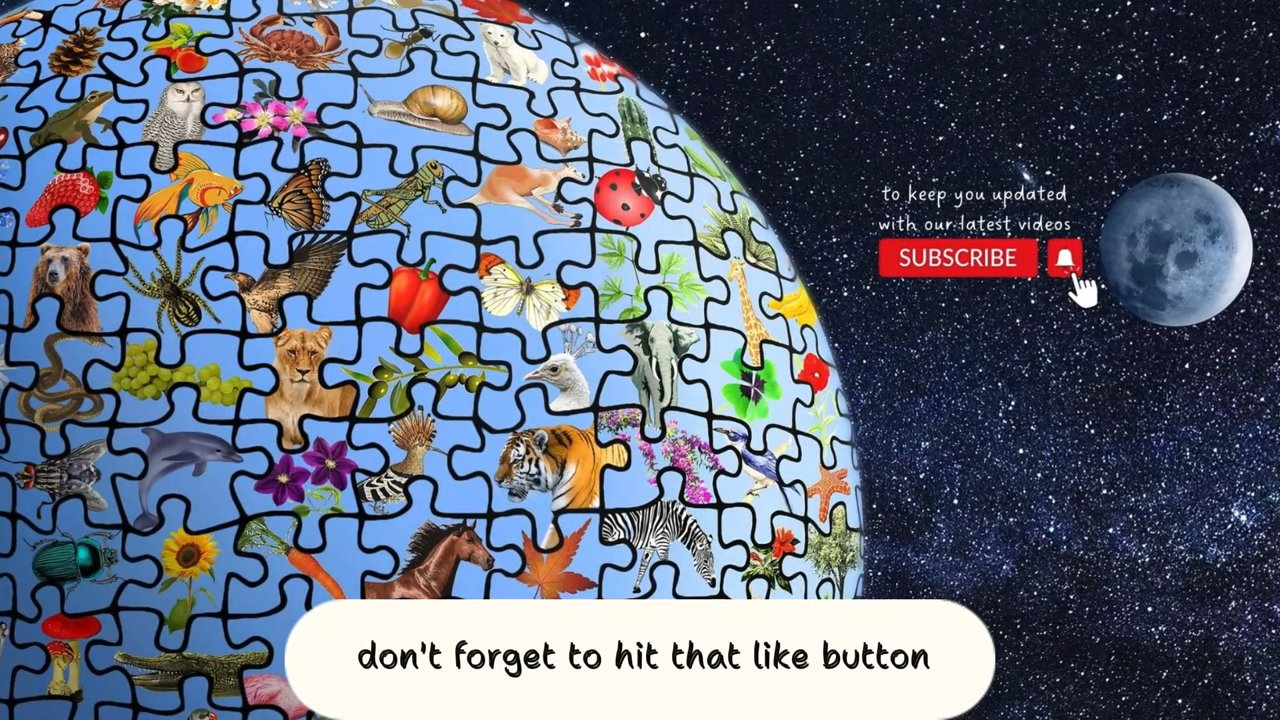 to keep you updated
with our latest videos
SUBSCRIBE
don't forget to hit that like button